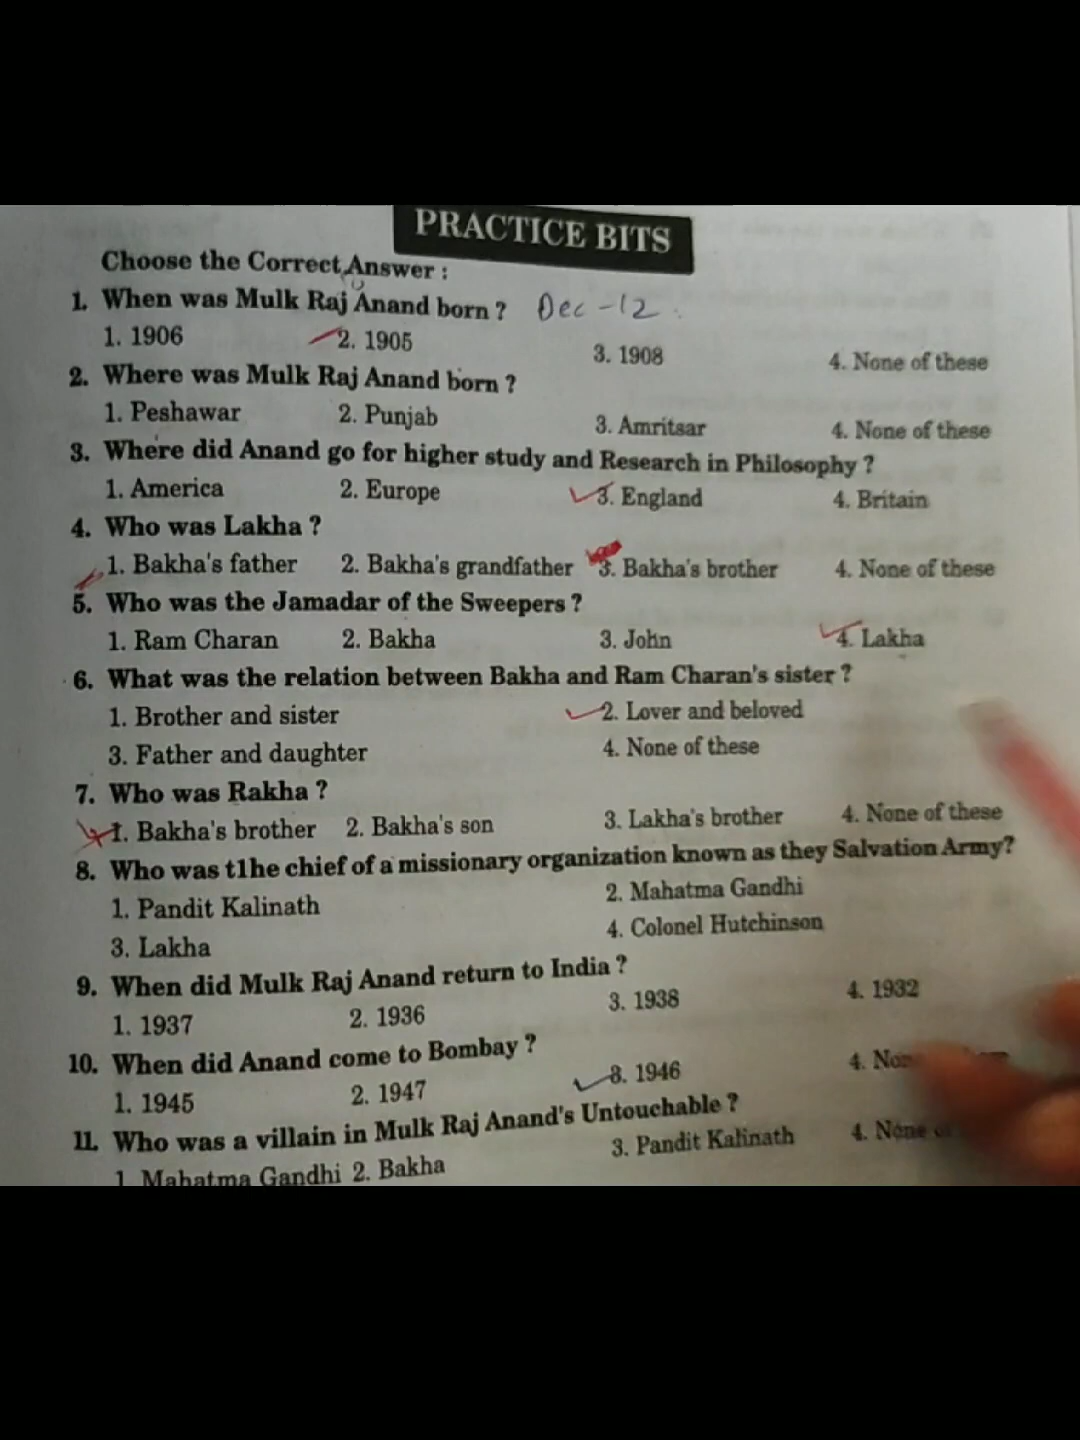 PRACTICE BITS
Choose the Correct Answer :
1. When was Mulk Raj Anand born ? Dec -12.
1. 1906 2. 1905 3. 1908 4. None of these
2. Where was Mulk Raj Anand born ?
1. Peshawar 2. Punjab 3. Amritsar 4. None of these
3. Where did Anand go for higher study and Research in Philosophy ?
1. America 2. Europe 3. England 4. Britain
4. Who was Lakha ?
1. Bakha's father 2. Bakha's grandfather 3. Bakha's brother 4. None of these
5. Who was the Jamadar of the Sweepers ?
1. Ram Charan 2. Bakha 3. John 4. Lakha
6. What was the relation between Bakha and Ram Charan's sister ?
1. Brother and sister 2. Lover and beloved
3. Father and daughter 4. None of these
7. Who was Rakha ?
1. Bakha's brother 2. Bakha's son 3. Lakha's brother 4. None of these
8. Who was t1he chief of a missionary organization known as they Salvation Army?
1. Pandit Kalinath 2. Mahatma Gandhi
3. Lakha 4. Colonel Hutchinson
9. When did Mulk Raj Anand return to India ?
1. 1937 2. 1936 3. 1938 4. 1932
10. When did Anand come to Bombay ?
1. 1945 2. 1947 3. 1946 4.
11. Who was a villain in Mulk Raj Anand's Untouchable ?
1 Mahatma Gandhi 2. Bakha 3. Pandit Kalinath 4. None